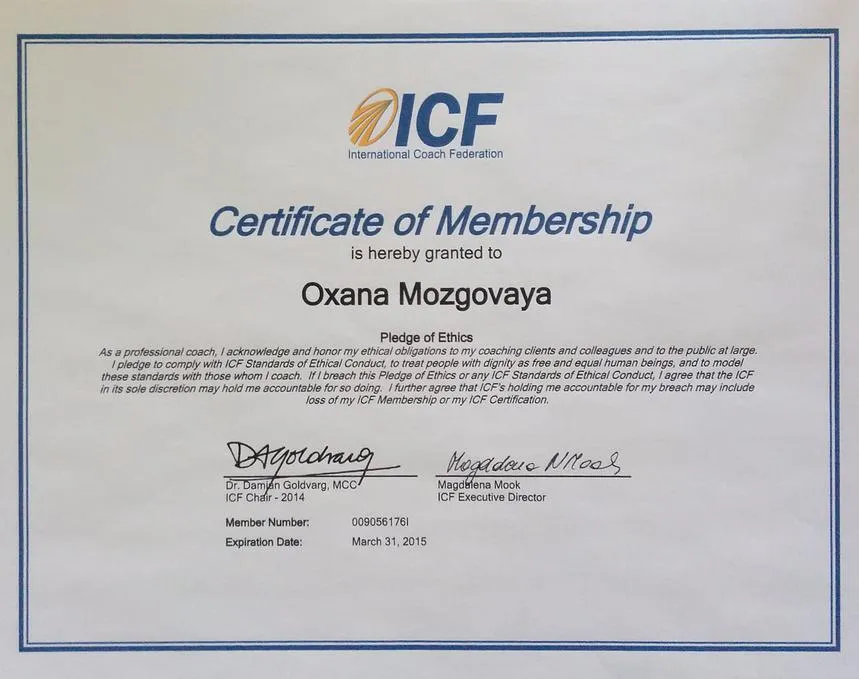 ICF
International Coach Federation
Certificate of Membership
is hereby granted to
Oxana Mozgovaya
Pledge of Ethics
As a professional coach, I acknowledge and honor my ethical obligations to my coaching clients and colleagues and to the public at large.
I pledge to comply with ICF Standards of Ethical Conduct, to treat people with dignity as free and equal human beings, and to model
these standards with those whom I coach. If I breach this Pledge of Ethics or any ICF Standards of Ethical Conduct, I agree that the ICF
in its sole discretion may hold me accountable for so doing. I further agree that ICF's holding me accountable for my breach may include
loss of my ICF Membership or my ICF Certification.
DAGoldvarg Magdalena N Mook
Dr. Damian Goldvarg, MCC Magdalena Mook
ICF Chair - 2014 ICF Executive Director
Member Number: 009056176I
Expiration Date: March 31, 2015